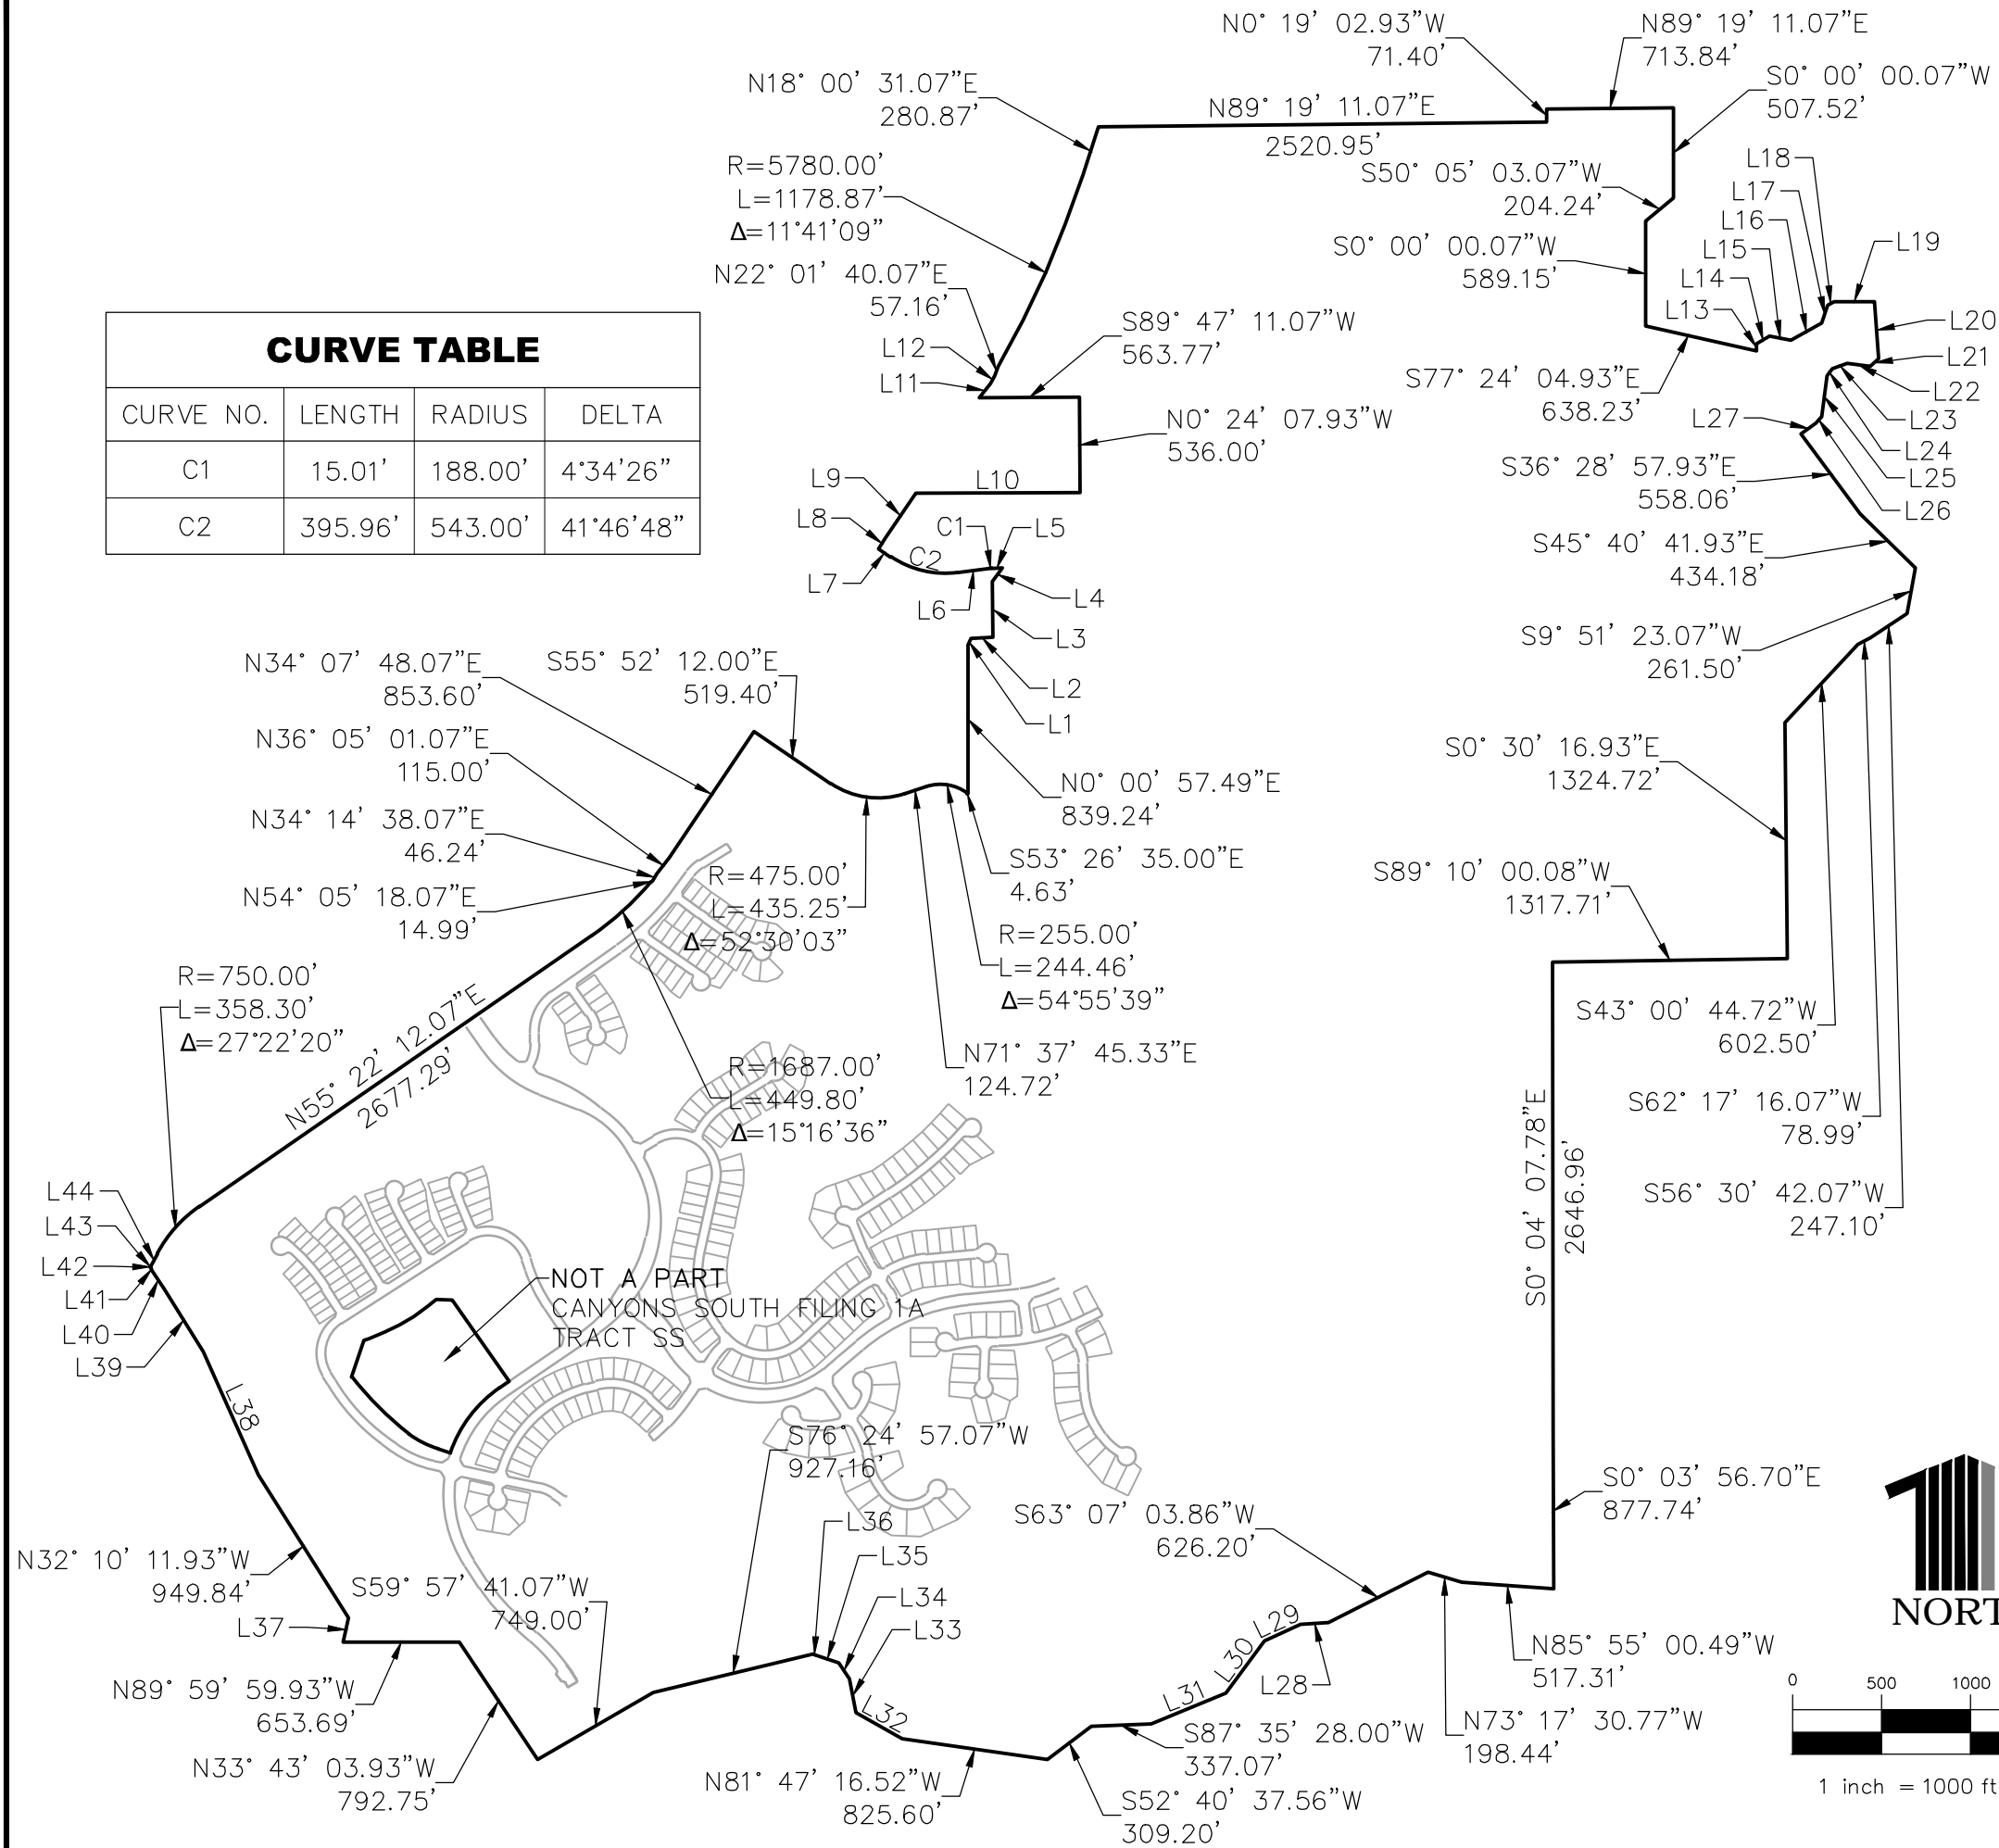 N0° 19' 02.93"W
71.40'
N89° 19' 11.07"E
713.84'
S0° 00' 00.07"W
507.52'
N18° 00' 31.07"E
280.87'
N89° 19' 11.07"E
2520.95'
R=5780.00'
L=1178.87'
Δ=11°41'09"
S50° 05' 03.07"W
204.24'
L18
L17
L16
L15
L14
L13
L19
S0° 00' 00.07"W
589.15'
N22° 01' 40.07"E
57.16'
L12
L11
S89° 47' 11.07"W
563.77'
L20
L21
L22
L23
L24
L25
L26
S77° 24' 04.93"E
638.23'
L27
CURVE TABLE
CURVE NO. LENGTH RADIUS DELTA
C1 15.01' 188.00' 4°34'26"
C2 395.96' 543.00' 41°46'48"
N0° 24' 07.93"W
536.00'
L9
L10
L8
C1
L5
C2
L7
L6
L4
L3
S36° 28' 57.93"E
558.06'
S45° 40' 41.93"E
434.18'
S9° 51' 23.07"W
261.50'
N34° 07' 48.07"E
853.60'
S55° 52' 12.00"E
519.40'
L2
L1
N36° 05' 01.07"E
115.00'
N0° 00' 57.49"E
839.24'
S0° 30' 16.93"E
1324.72'
N34° 14' 38.07"E
46.24'
N54° 05' 18.07"E
14.99'
R=475.00'
L=435.25'
Δ=52°30'03"
S53° 26' 35.00"E
4.63'
R=255.00'
L=244.46'
Δ=54°55'39"
S89° 10' 00.08"W
1317.71'
R=750.00'
L=358.30'
Δ=27°22'20"
N55° 22' 12.07"E
2677.29'
R=1687.00'
L=449.80'
Δ=15°16'36"
N71° 37' 45.33"E
124.72'
S43° 00' 44.72"W
602.50'
S62° 17' 16.07"W
78.99'
S56° 30' 42.07"W
247.10'
S0° 04' 07.78"E
2646.96'
L44
L43
L42
L41
L40
L39
L38
NOT A PART
CANYONS SOUTH FILING 1A
TRACT SS
S76° 24' 57.07"W
927.16'
S0° 03' 56.70"E
877.74'
L36
L35
L34
L33
S63° 07' 03.86"W
626.20'
N32° 10' 11.93"W
949.84'
S59° 57' 41.07"W
749.00'
L37
L29
L30
L28
L31
L32
N85° 55' 00.49"W
517.31'
N89° 59' 59.93"W
653.69'
N33° 43' 03.93"W
792.75'
N81° 47' 16.52"W
825.60'
S87° 35' 28.00"W
337.07'
N73° 17' 30.77"W
198.44'
S52° 40' 37.56"W
309.20'
NORT
0 500 1000
1 inch = 1000 ft